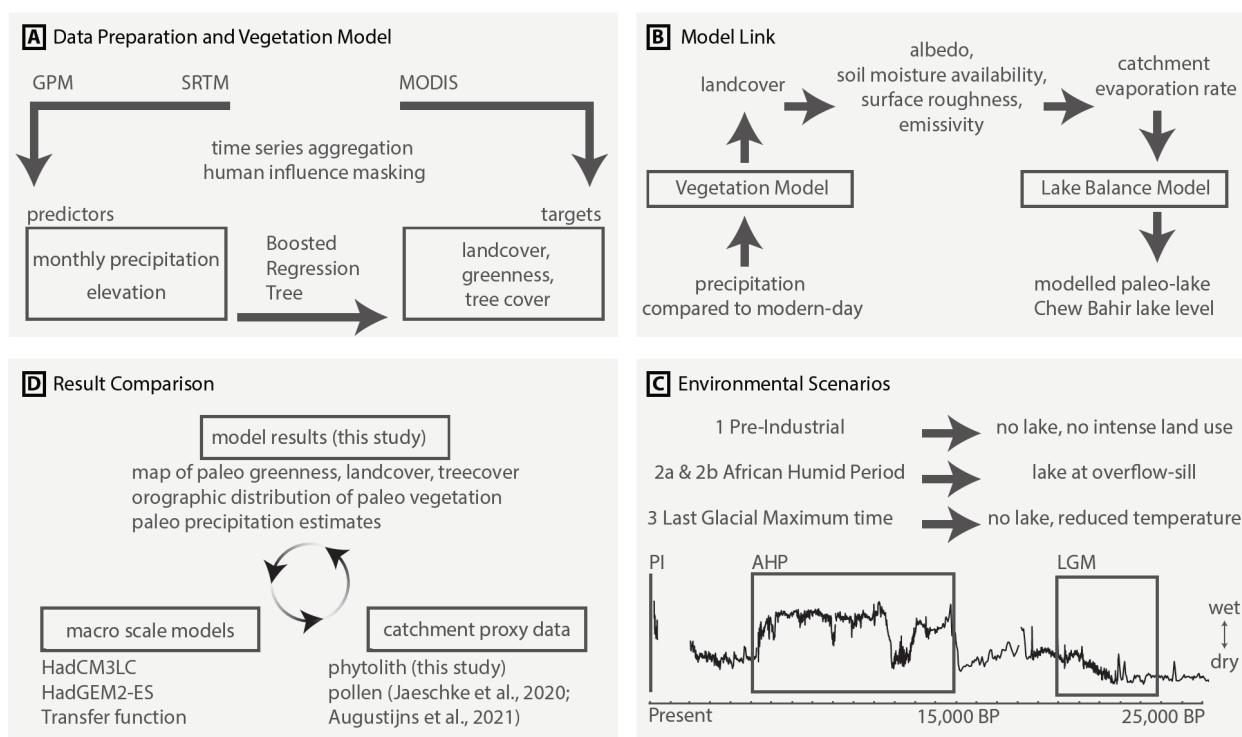 A Data Preparation and Vegetation Model
GPM SRTM MODIS
time series aggregation
human influence masking
predictors
monthly precipitation
elevation
Boosted
Regression
Tree
targets
landcover,
greenness,
tree cover
B Model Link
landcover
albedo,
soil moisture availability,
surface roughness,
emissivity
catchment
evaporation rate
Vegetation Model
Lake Balance Model
precipitation
compared to modern-day
modelled paleo-lake
Chew Bahir lake level
D Result Comparison
model results (this study)
map of paleo greenness, landcover, treecover
orographic distribution of paleo vegetation
paleo precipitation estimates
macro scale models
HadCM3LC
HadGEM2-ES
Transfer function
catchment proxy data
phytolith (this study)
pollen (Jaeschke et al., 2020;
Augustijns et al., 2021)
C Environmental Scenarios
1 Pre-Industrial no lake, no intense land use
2a & 2b African Humid Period lake at overflow-sill
3 Last Glacial Maximum time no lake, reduced temperature
PI AHP LGM
wet
dry
Present 15,000 BP 25,000 BP